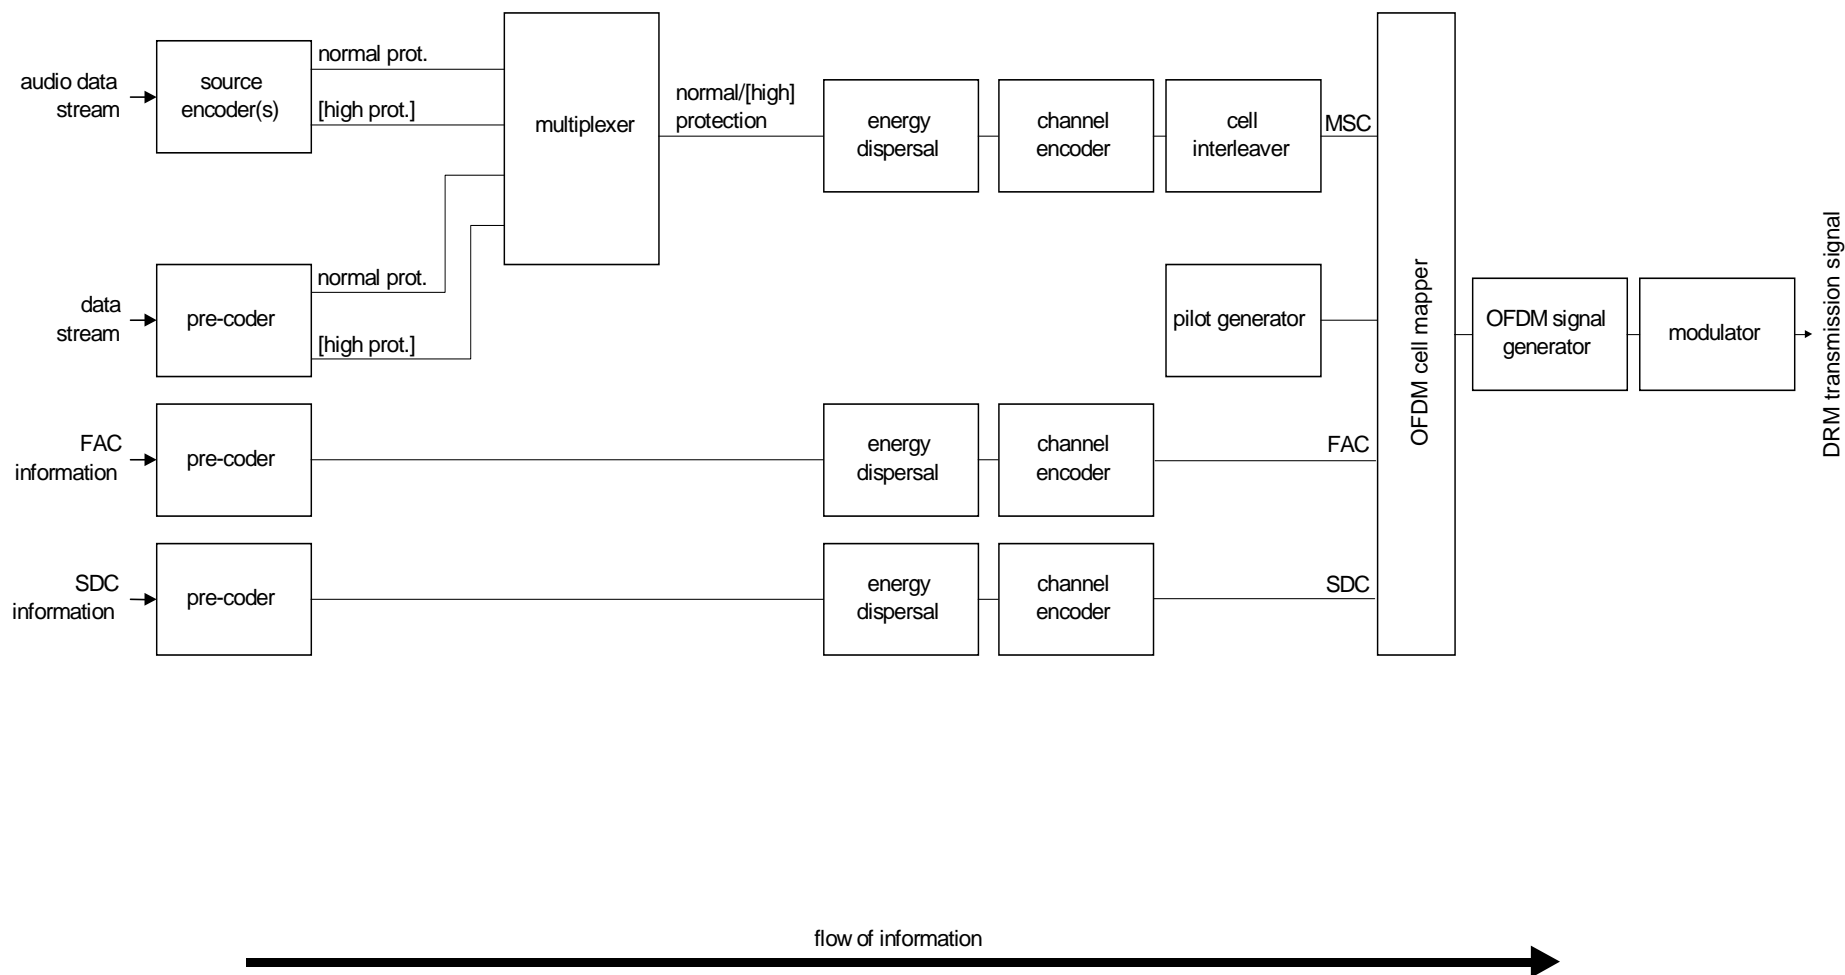 audio data
stream
source
encoder(s)
normal prot.
[high prot.]
multiplexer
normal/[high]
protection
energy
dispersal
channel
encoder
cell
interleaver
MSC
data
stream
pre-coder
normal prot.
[high prot.]
pilot generator
OFDM cell mapper
OFDM signal
generator
modulator
DRM transmission signal
FAC
information
pre-coder
energy
dispersal
channel
encoder
FAC
SDC
information
pre-coder
energy
dispersal
channel
encoder
SDC
flow of information